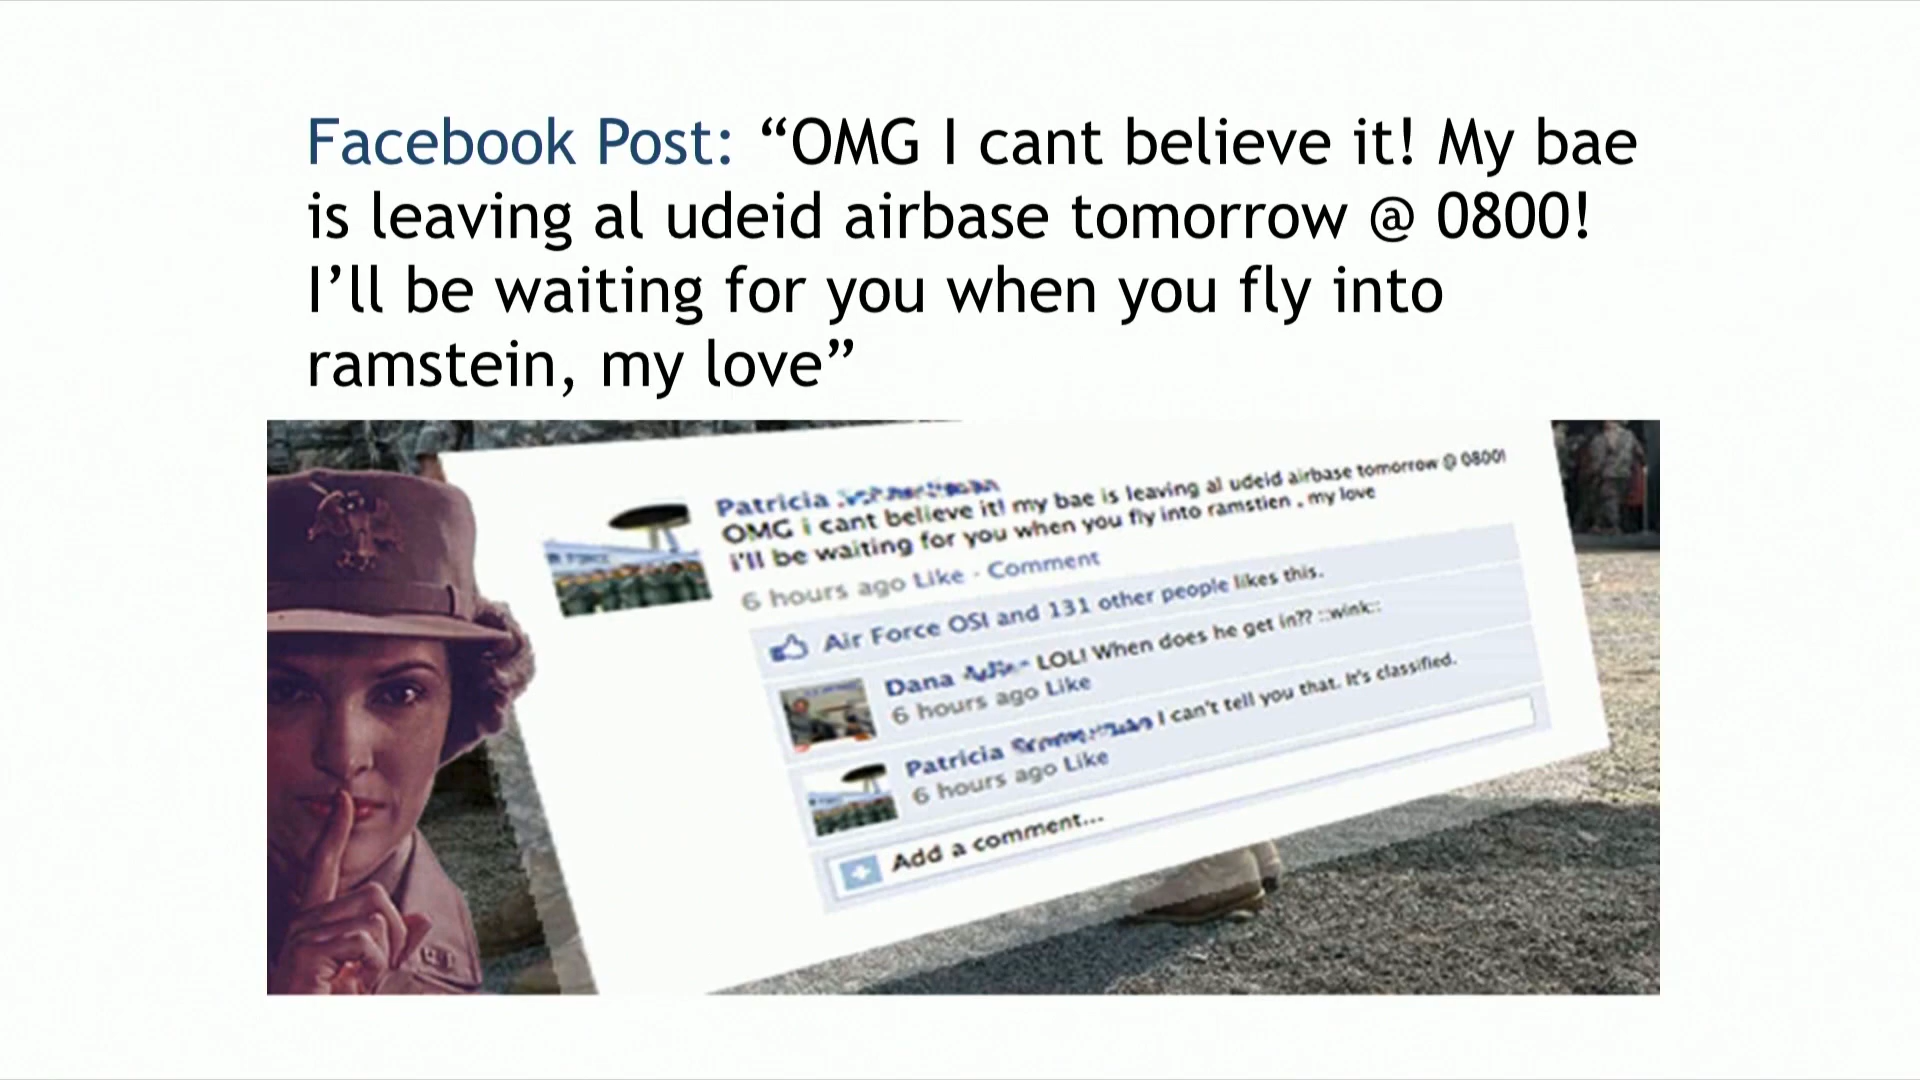 Facebook Post: “OMG I cant believe it! My bae
is leaving al udeid airbase tomorrow @ 0800!
I’ll be waiting for you when you fly into
ramstein, my love”
Patricia
OMG i cant believe it! my bae is leaving al udeid airbase tomorrow @ 0800!
i'll be waiting for you when you fly into ramstien , my love
6 hours ago Like · Comment
Air Force OSI and 131 other people likes this.
Dana LOL! When does he get in?? ::wink::
6 hours ago Like
Patricia I can't tell you that. It's classified.
6 hours ago Like
Add a comment...